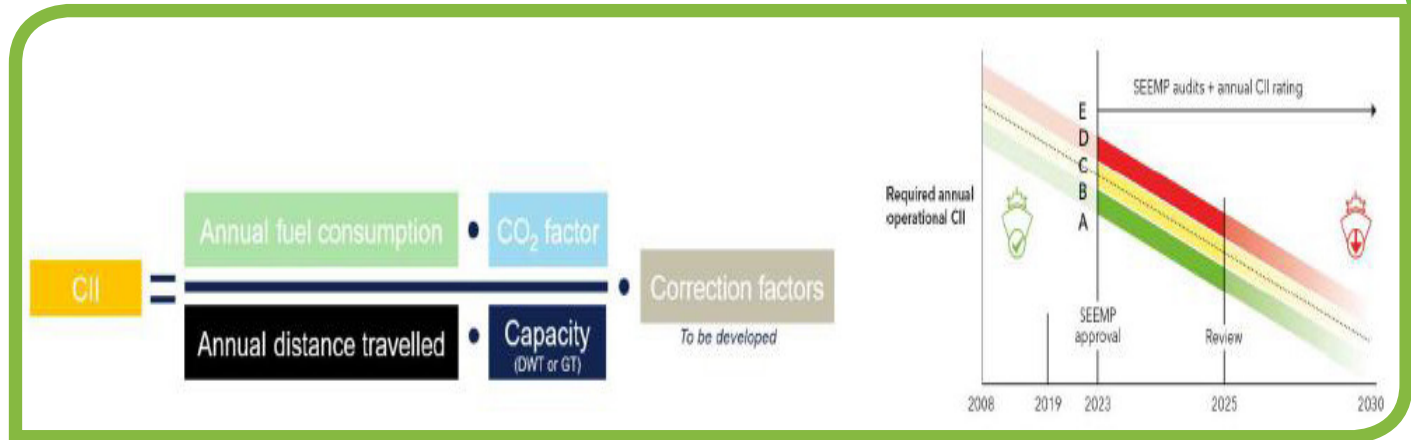 CII
=
Annual fuel consumption • CO₂ factor
Annual distance travelled • Capacity
(DWT or GT)
• Correction factors
To be developed
SEEMP audits + annual CII rating
E
D
C
B
A
Required annual
operational CII
SEEMP
approval
Review
2008 2019 2023 2025 2030